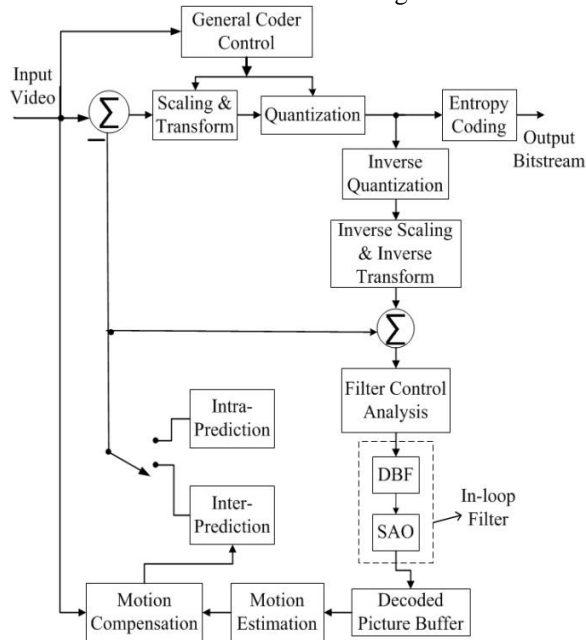 General Coder
Control
Input
Video
Σ
Scaling &
Transform
Quantization
Entropy
Coding
Output
Bitstream
Inverse
Quantization
Inverse Scaling
& Inverse
Transform
Σ
Filter Control
Analysis
Intra-
Prediction
DBF
In-loop
Filter
Inter-
Prediction
SAO
Motion
Compensation
Motion
Estimation
Decoded
Picture Buffer